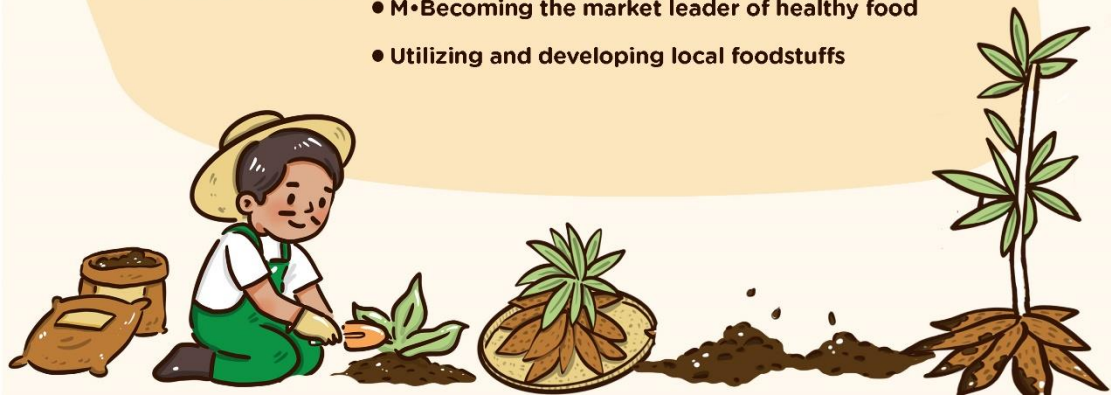 • M•Becoming the market leader of healthy food
• Utilizing and developing local foodstuffs